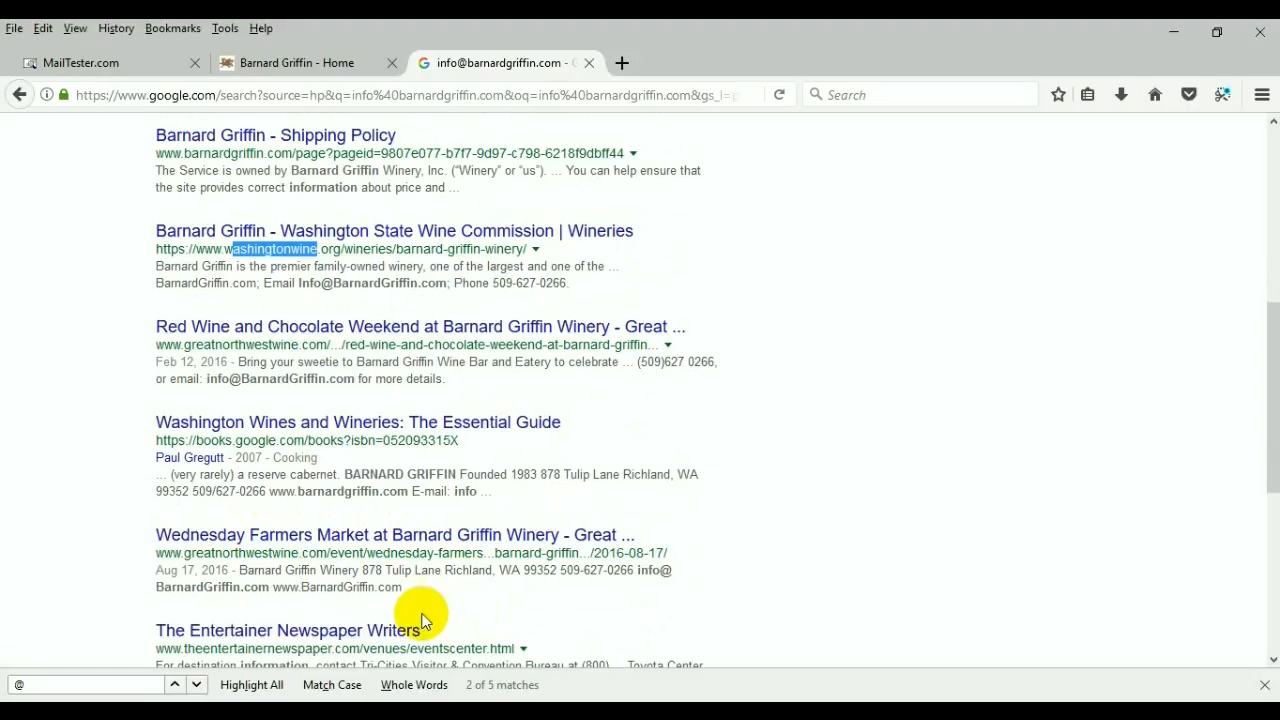 File Edit View History Bookmarks Tools Help
MailTester.com
Barnard Griffin - Home
info@barnardgriffin.com - G
https://www.google.com/search?source=hp&q=info%40barnardgriffin.com&oq=info%40barnardgriffin.com&gs_l=p
Search
Barnard Griffin - Shipping Policy
www.barnardgriffin.com/page?pageid=9807e077-b7f7-9d97-c798-6218f9dbff44
The Service is owned by Barnard Griffin Winery, Inc. ("Winery" or "us"). ... You can help ensure that
the site provides correct information about price and ...
Barnard Griffin - Washington State Wine Commission | Wineries
https://www.washingtonwine.org/wineries/barnard-griffin-winery/
Barnard Griffin is the premier family-owned winery, one of the largest and one of the ...
BarnardGriffin.com; Email Info@BarnardGriffin.com; Phone 509-627-0266.
Red Wine and Chocolate Weekend at Barnard Griffin Winery - Great ...
www.greatnorthwestwine.com/.../red-wine-and-chocolate-weekend-at-barnard-griffin...
Feb 12, 2016 - Bring your sweetie to Barnard Griffin Wine Bar and Eatery to celebrate ... (509)627 0266,
or email: info@BarnardGriffin.com for more details.
Washington Wines and Wineries: The Essential Guide
https://books.google.com/books?isbn=052093315X
Paul Gregutt - 2007 - Cooking
... (very rarely) a reserve cabernet. BARNARD GRIFFIN Founded 1983 878 Tulip Lane Richland, WA
99352 509/627-0266 www.barnardgriffin.com E-mail: info ...
Wednesday Farmers Market at Barnard Griffin Winery - Great ...
www.greatnorthwestwine.com/event/wednesday-farmers...barnard-griffin.../2016-08-17/
Aug 17, 2016 - Barnard Griffin Winery 878 Tulip Lane Richland, WA 99352 509-627-0266 info@
BarnardGriffin.com www.BarnardGriffin.com
The Entertainer Newspaper Writers
www.theentertainernewspaper.com/venues/eventscenter.html
For destination information, contact Tri-Cities Visitor & Convention Bureau at (800) ... Toyota Center
@ Highlight All Match Case Whole Words 2 of 5 matches